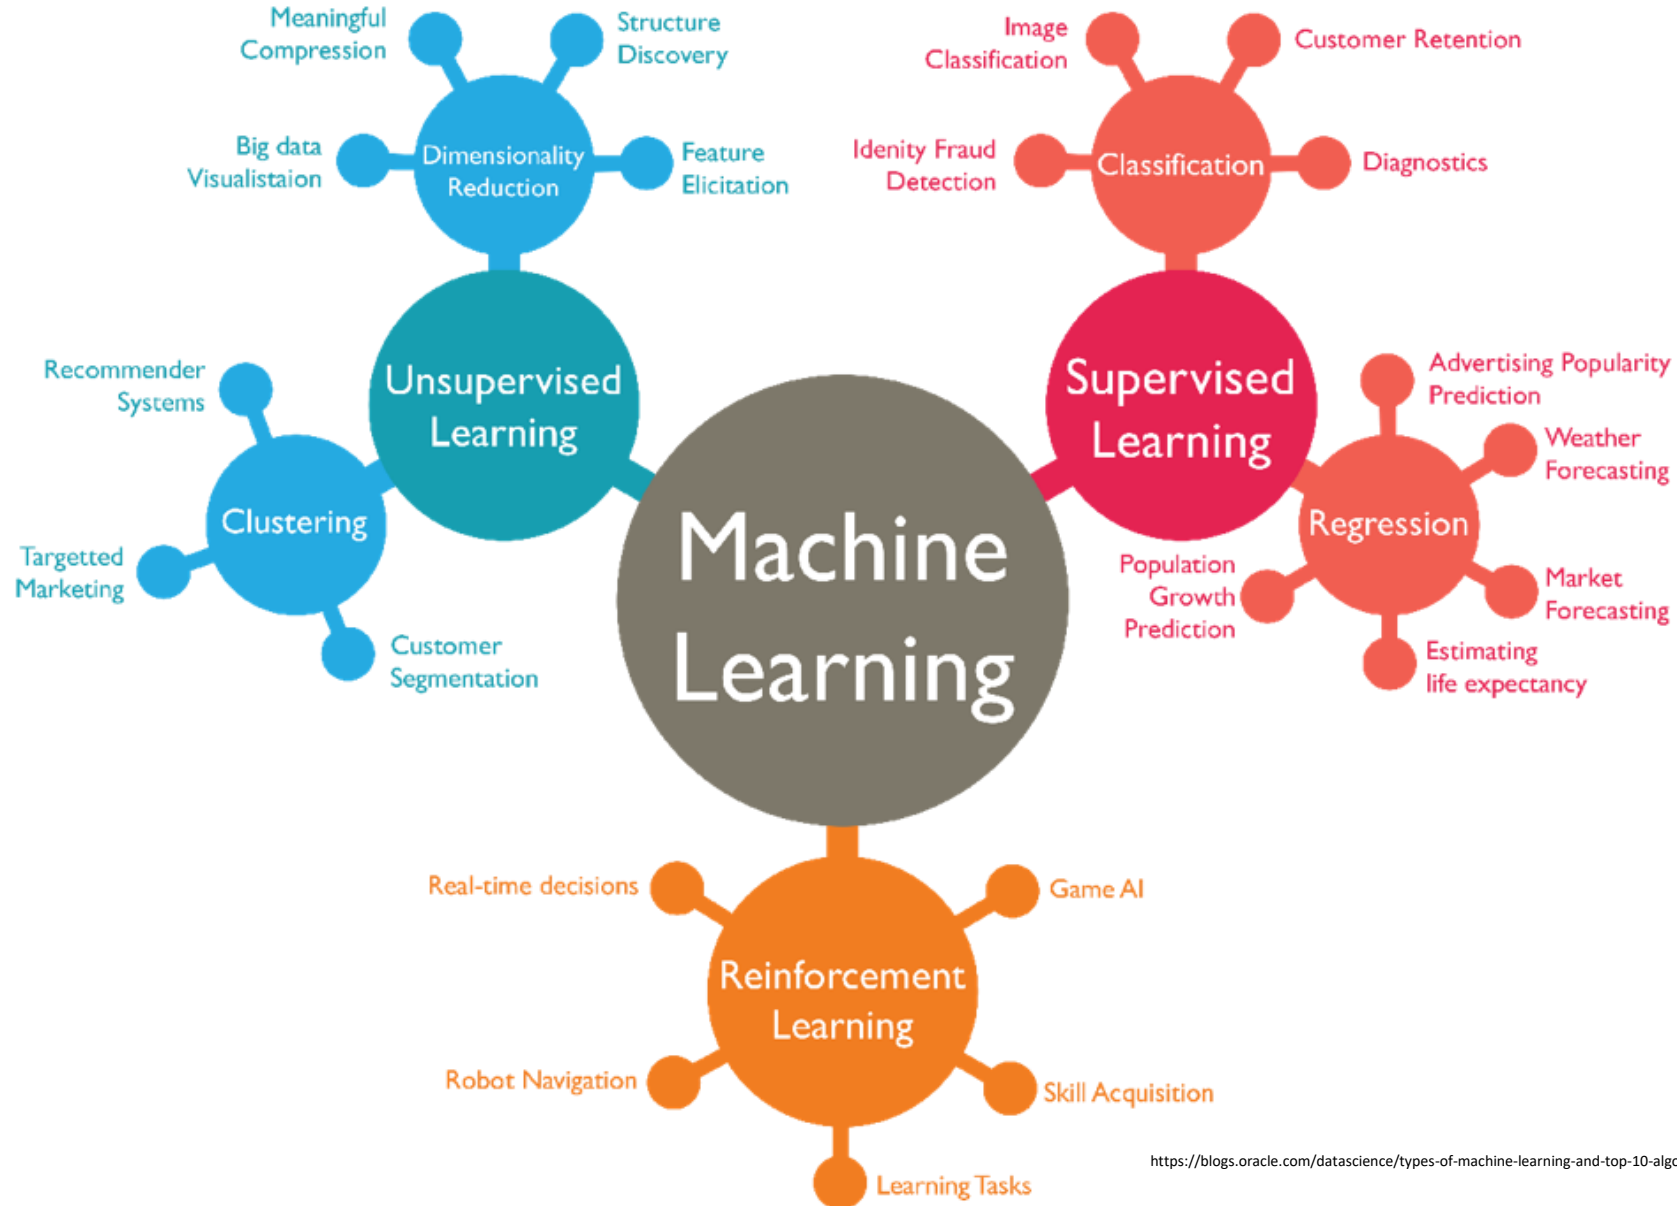 Meaningful
Compression
Structure
Discovery
Big data
Visualistaion
Dimensionality
Reduction
Feature
Elicitation
Image
Classification
Customer Retention
Idenity Fraud
Detection
Classification
Diagnostics
Unsupervised
Learning
Recommender
Systems
Clustering
Targetted
Marketing
Customer
Segmentation
Supervised
Learning
Advertising Popularity
Prediction
Weather
Forecasting
Regression
Population
Growth
Prediction
Market
Forecasting
Estimating
life expectancy
Machine
Learning
Real-time decisions
Game AI
Reinforcement
Learning
Robot Navigation
Skill Acquisition
Learning Tasks
https://blogs.oracle.com/datascience/types-of-machine-learning-and-top-10-algo